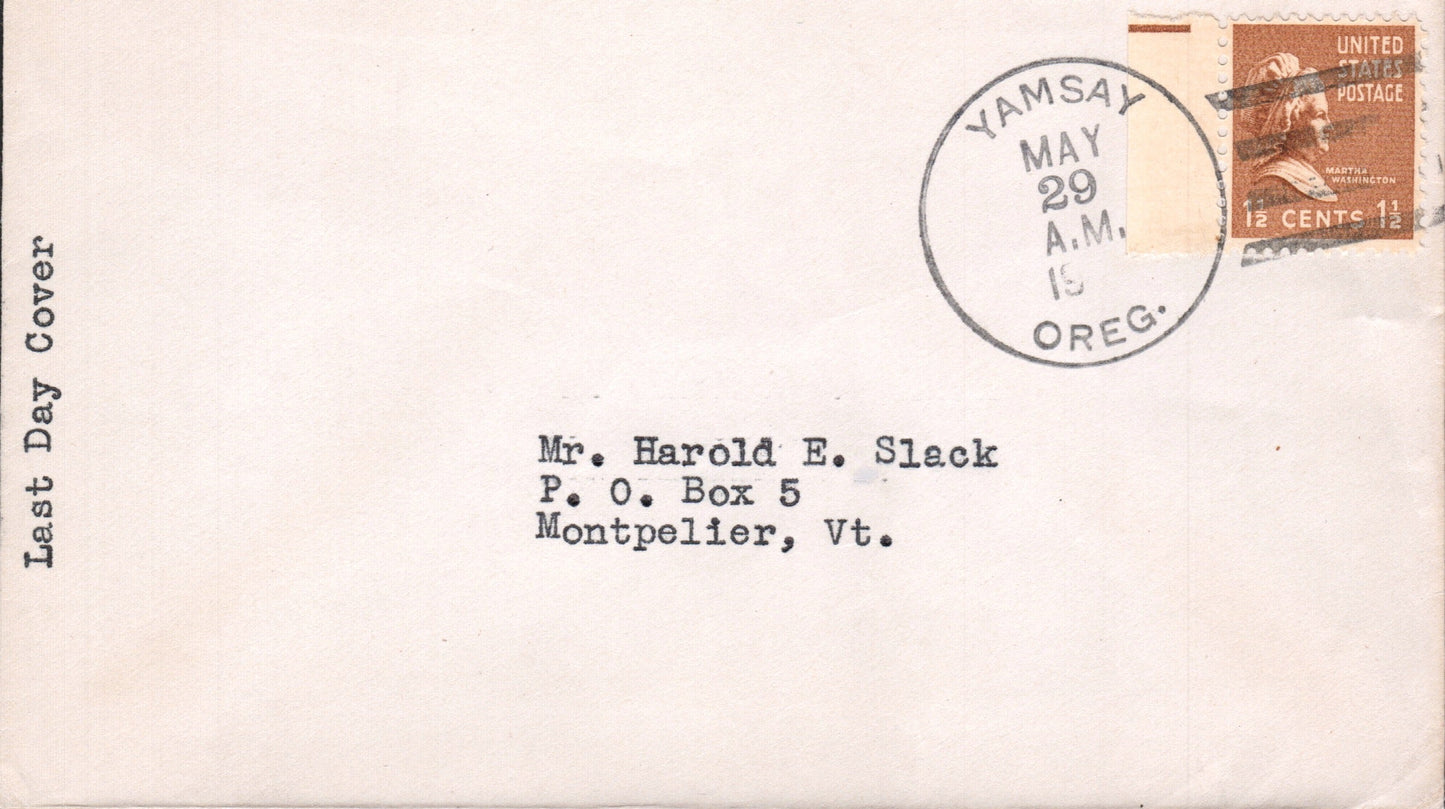 Last Day Cover
YAMSAY
MAY
29
A.M.
19
OREG.
UNITED
STATES
POSTAGE
MARTHA
WASHINGTON
1½ CENTS 1½
Mr. Harold E. Slack
P. O. Box 5
Montpelier, Vt.